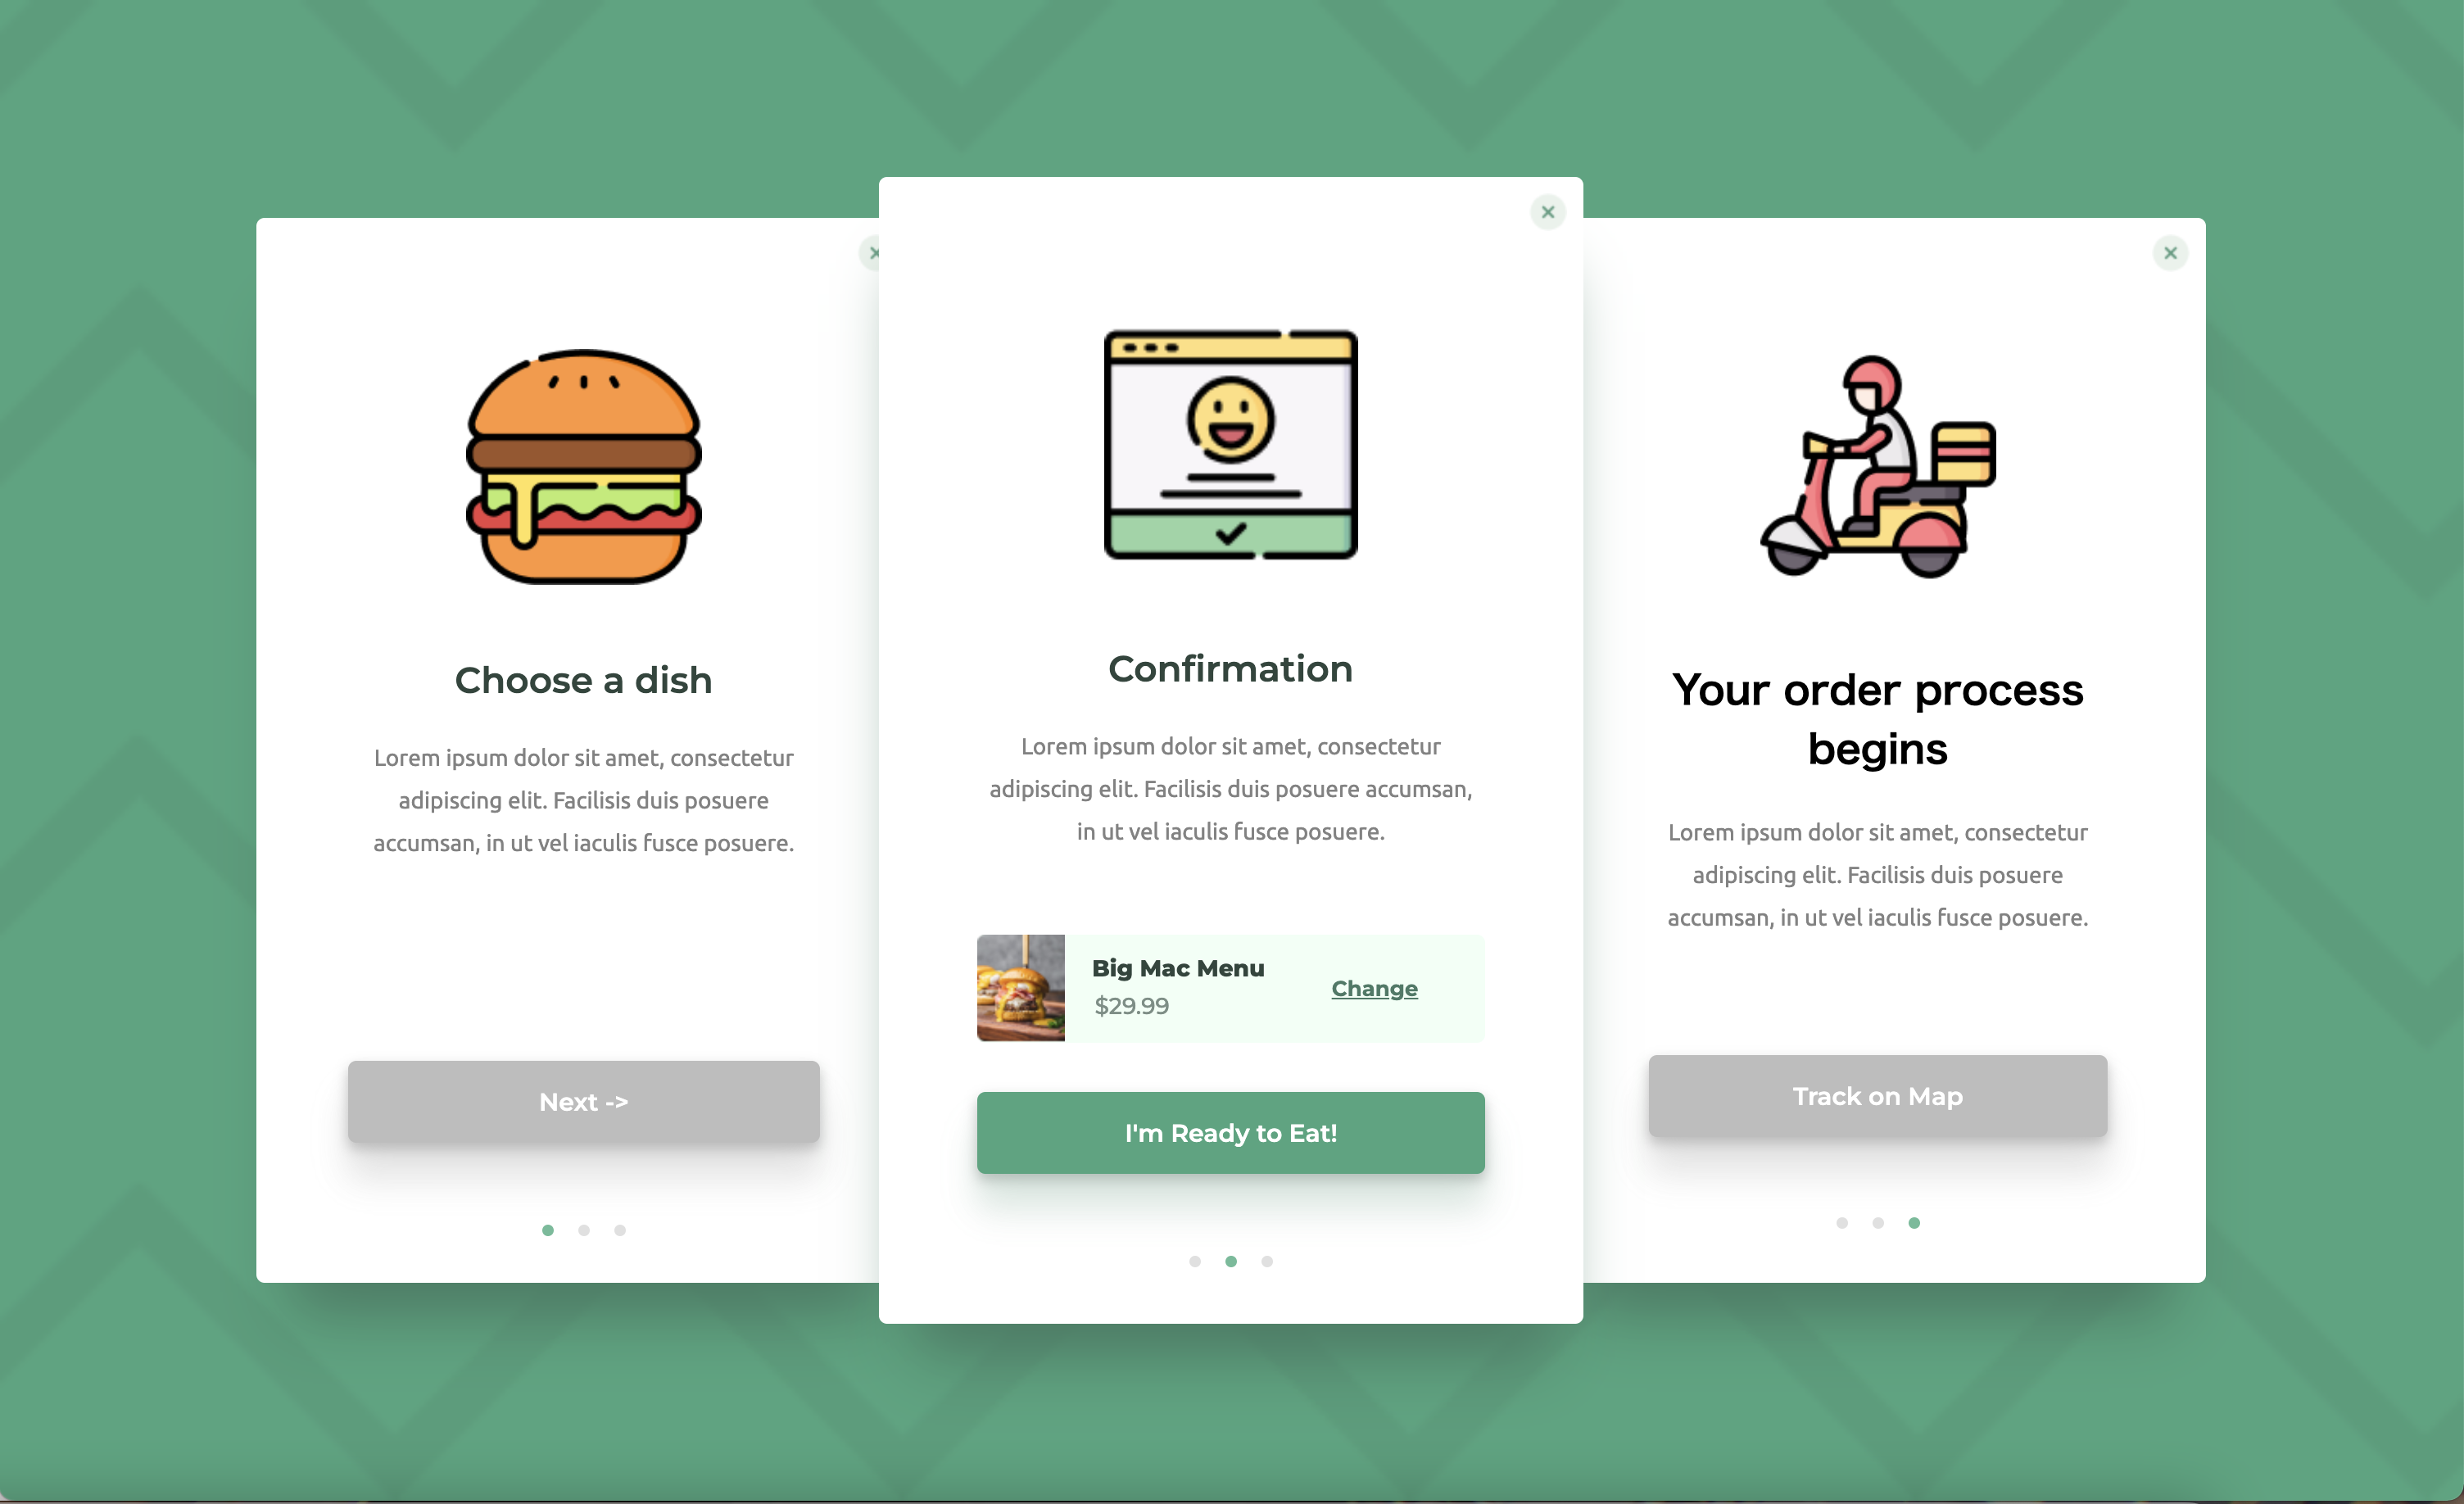 Choose a dish
Lorem ipsum dolor sit amet, consectetur
adipiscing elit. Facilisis duis posuere
accumsan, in ut vel iaculis fusce posuere.
Next ->
Confirmation
Lorem ipsum dolor sit amet, consectetur
adipiscing elit. Facilisis duis posuere accumsan,
in ut vel iaculis fusce posuere.
Big Mac Menu
$29.99
Change
I'm Ready to Eat!
Your order process
begins
Lorem ipsum dolor sit amet, consectetur
adipiscing elit. Facilisis duis posuere
accumsan, in ut vel iaculis fusce posuere.
Track on Map